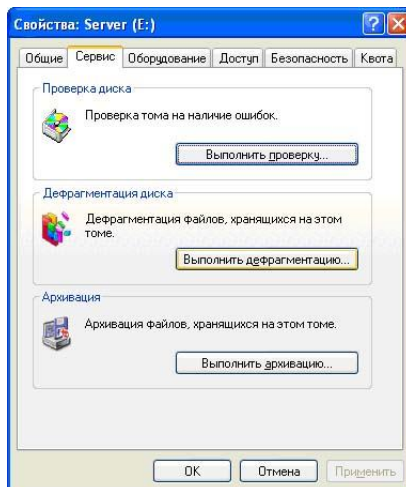 Свойства: Server (E:)
Общие Сервис Оборудование Доступ Безопасность Квота
Проверка диска
Проверка тома на наличие ошибок.
Выполнить проверку...
Дефрагментация диска
Дефрагментация файлов, хранящихся на этом
томе.
Выполнить дефрагментацию...
Архивация
Архивация файлов, хранящихся на этом томе.
Выполнить архивацию...
OK Отмена Применить